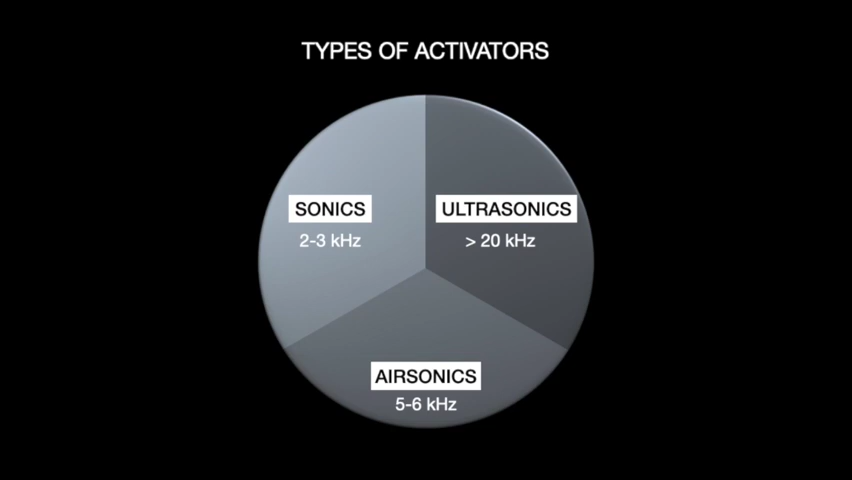 TYPES OF ACTIVATORS
SONICS
2-3 kHz
ULTRASONICS
> 20 kHz
AIRSONICS
5-6 kHz